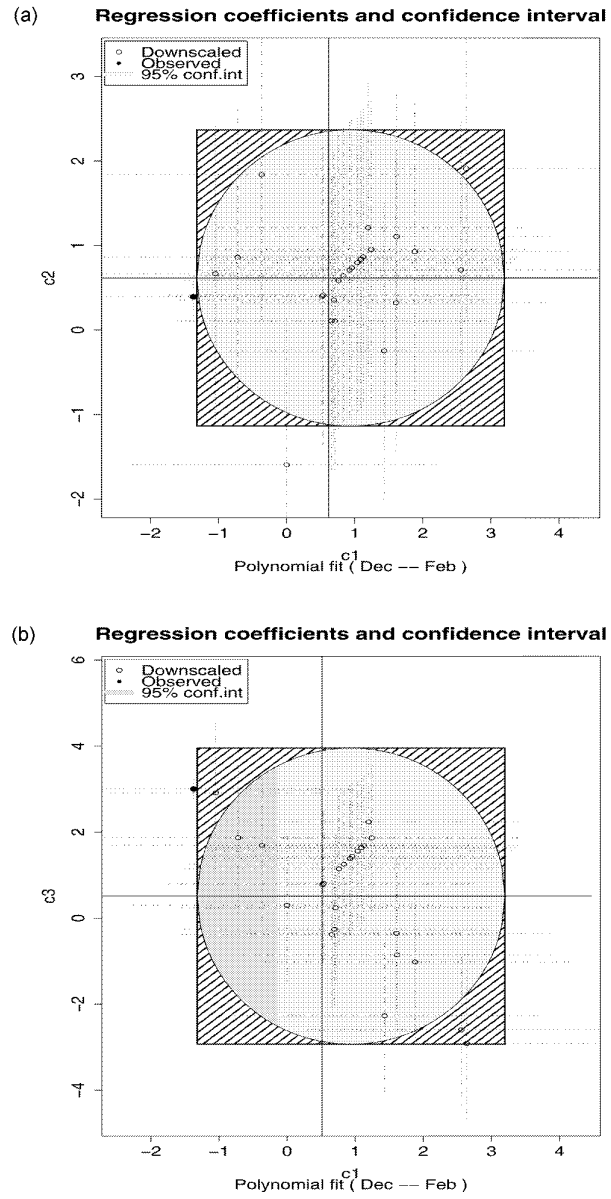 (a) Regression coefficients and confidence interval
Downscaled
Observed
95% conf.int
3
2
1
0
−1
−2
c2
−2 −1 0 1 2 3 4
c1
Polynomial fit ( Dec −− Feb )
(b) Regression coefficients and confidence interval
Downscaled
Observed
95% conf.int
6
4
2
0
−2
−4
c3
−2 −1 0 1 2 3 4
c1
Polynomial fit ( Dec −− Feb )